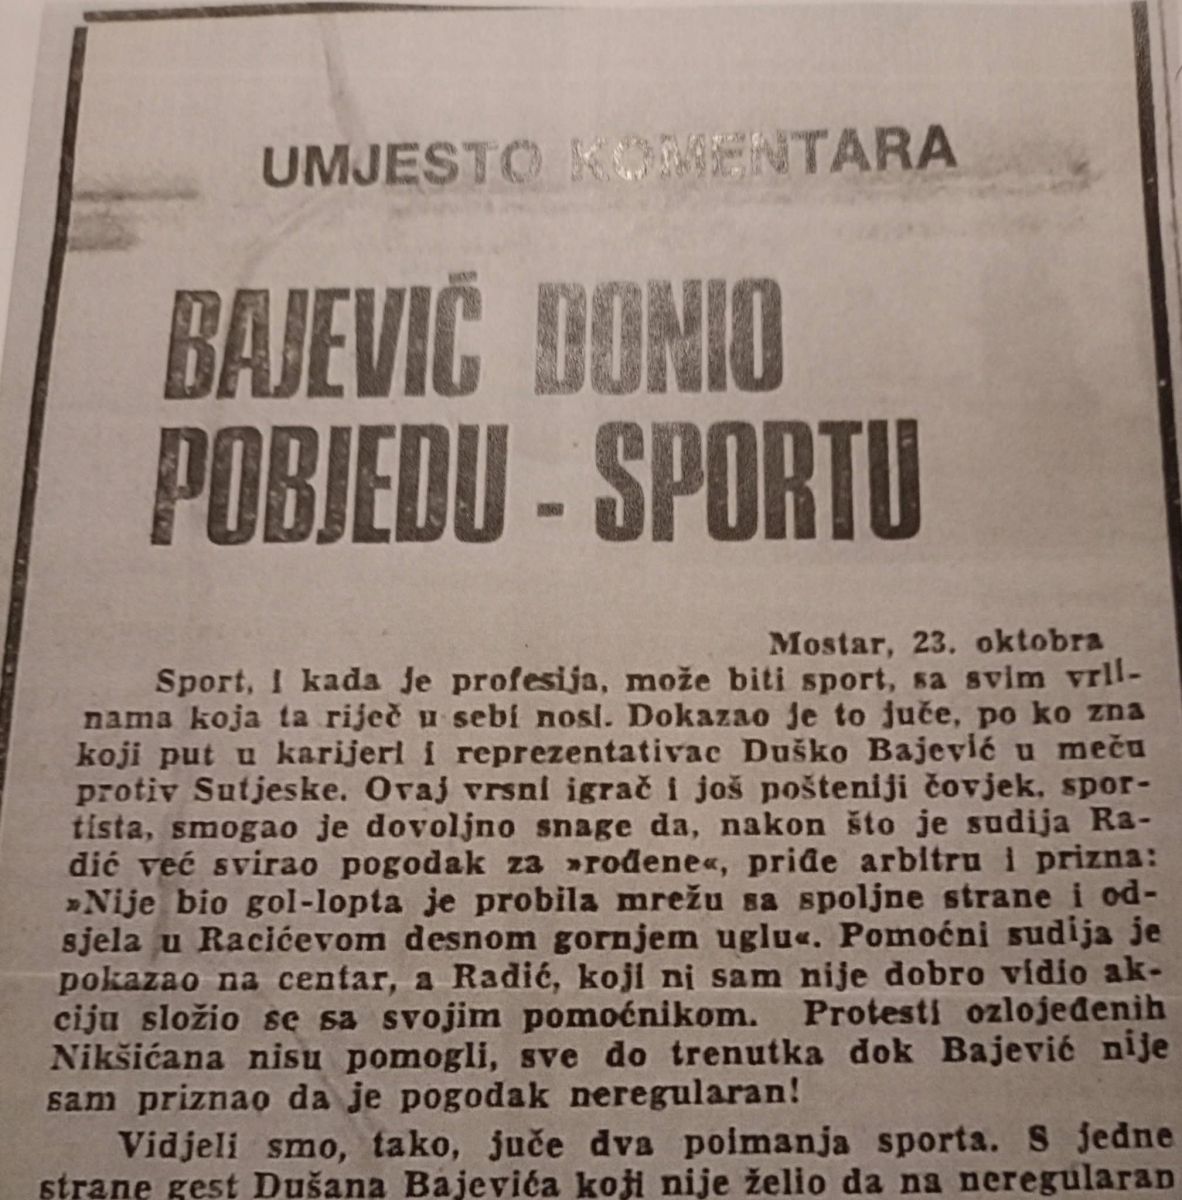 UMJESTO KOMENTARA
BAJEVIĆ DONIO
POBJEDU - SPORTU
Mostar, 23. oktobra
Sport, i kada je profesija, može biti sport, sa svim vrli-
nama koja ta riječ u sebi nosi. Dokazao je to juče, po ko zna
koji put u karijeri i reprezentativac Duško Bajević u meču
protiv Sutjeske. Ovaj vrsni igrač i još pošteniji čovjek, spor-
tista, smogao je dovoljno snage da, nakon što je sudija Ra-
dić već svirao pogodak za »rođene«, priđe arbitru i prizna:
»Nije bio gol-lopta je probila mrežu sa spoljne strane i od-
sjela u Racićevom desnom gornjem uglu«. Pomoćni sudija je
pokazao na centar, a Radić, koji ni sam nije dobro vidio ak-
ciju složio se sa svojim pomoćnikom. Protesti ozlojeđenih
Nikšićana nisu pomogli, sve do trenutka dok Bajević nije
sam priznao da je pogodak neregularan!
Vidjeli smo, tako, juče dva poimanja sporta. S jedne
strane gest Dušana Bajevića koji nije želio da na neregularan